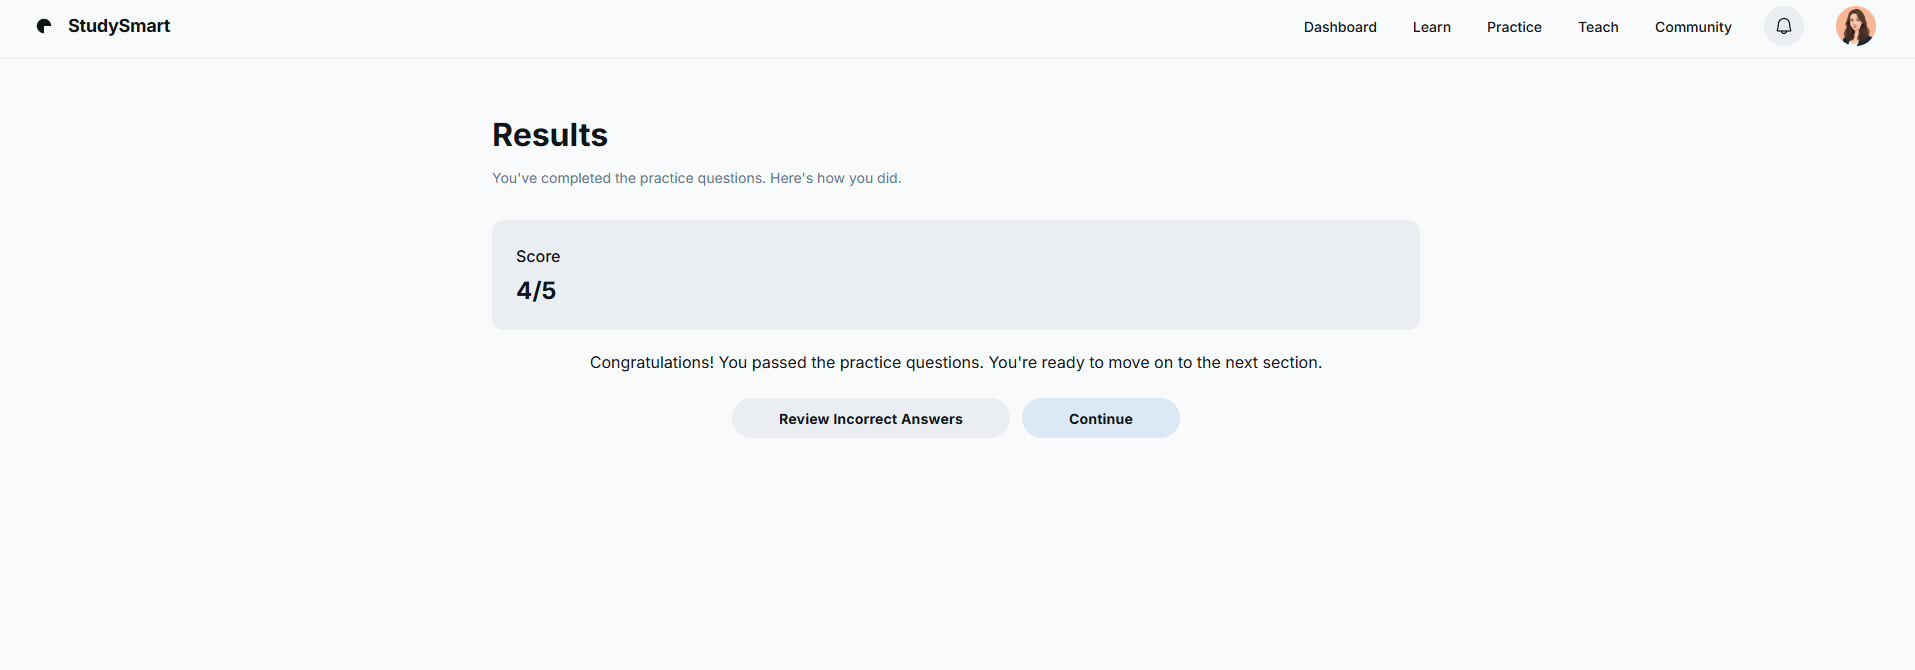 StudySmart
Dashboard Learn Practice Teach Community
Results
You've completed the practice questions. Here's how you did.
Score
4/5
Congratulations! You passed the practice questions. You're ready to move on to the next section.
Review Incorrect Answers Continue